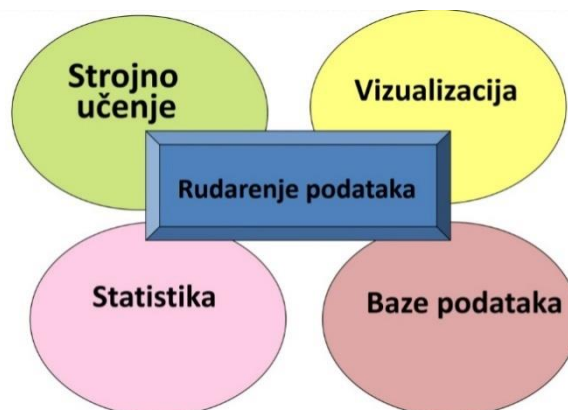 Strojno
učenje
Vizualizacija
Rudarenje podataka
Statistika
Baze podataka